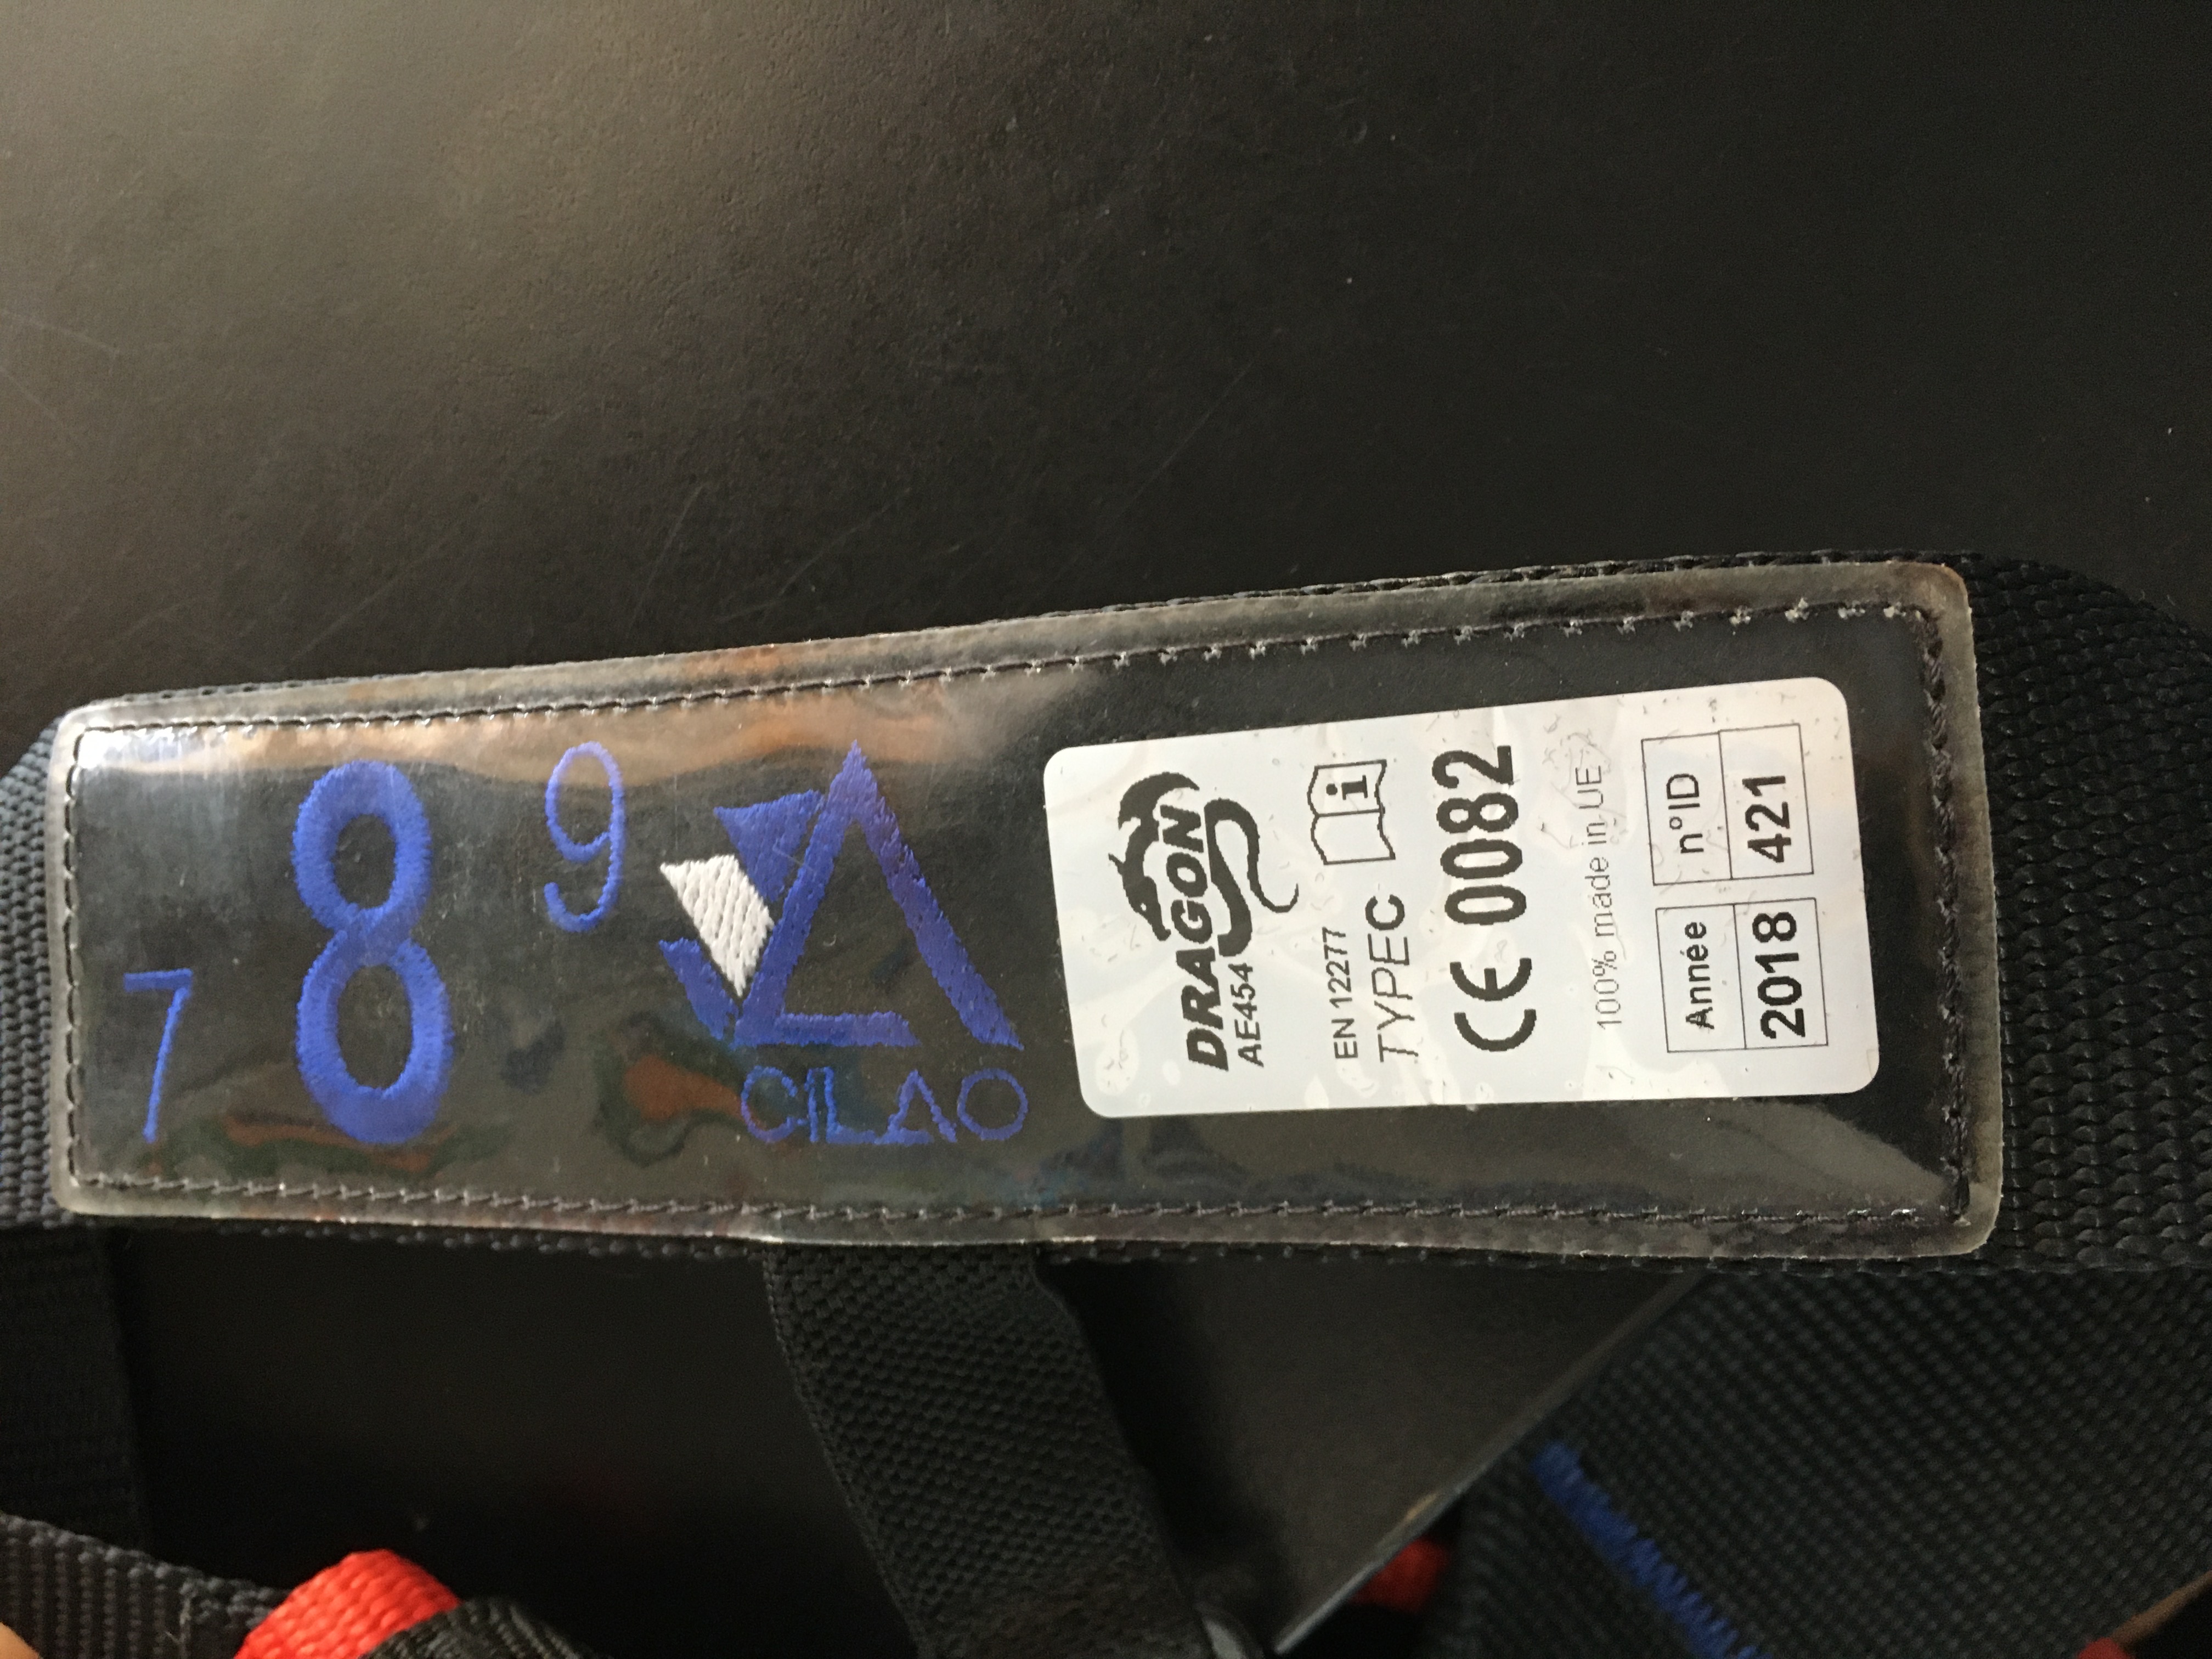 7 8 9
CILAO
DRAGON
AE454
EN 12277
TYPE C
i
CE 0082
100% made in UE
Année n°ID
2018 421